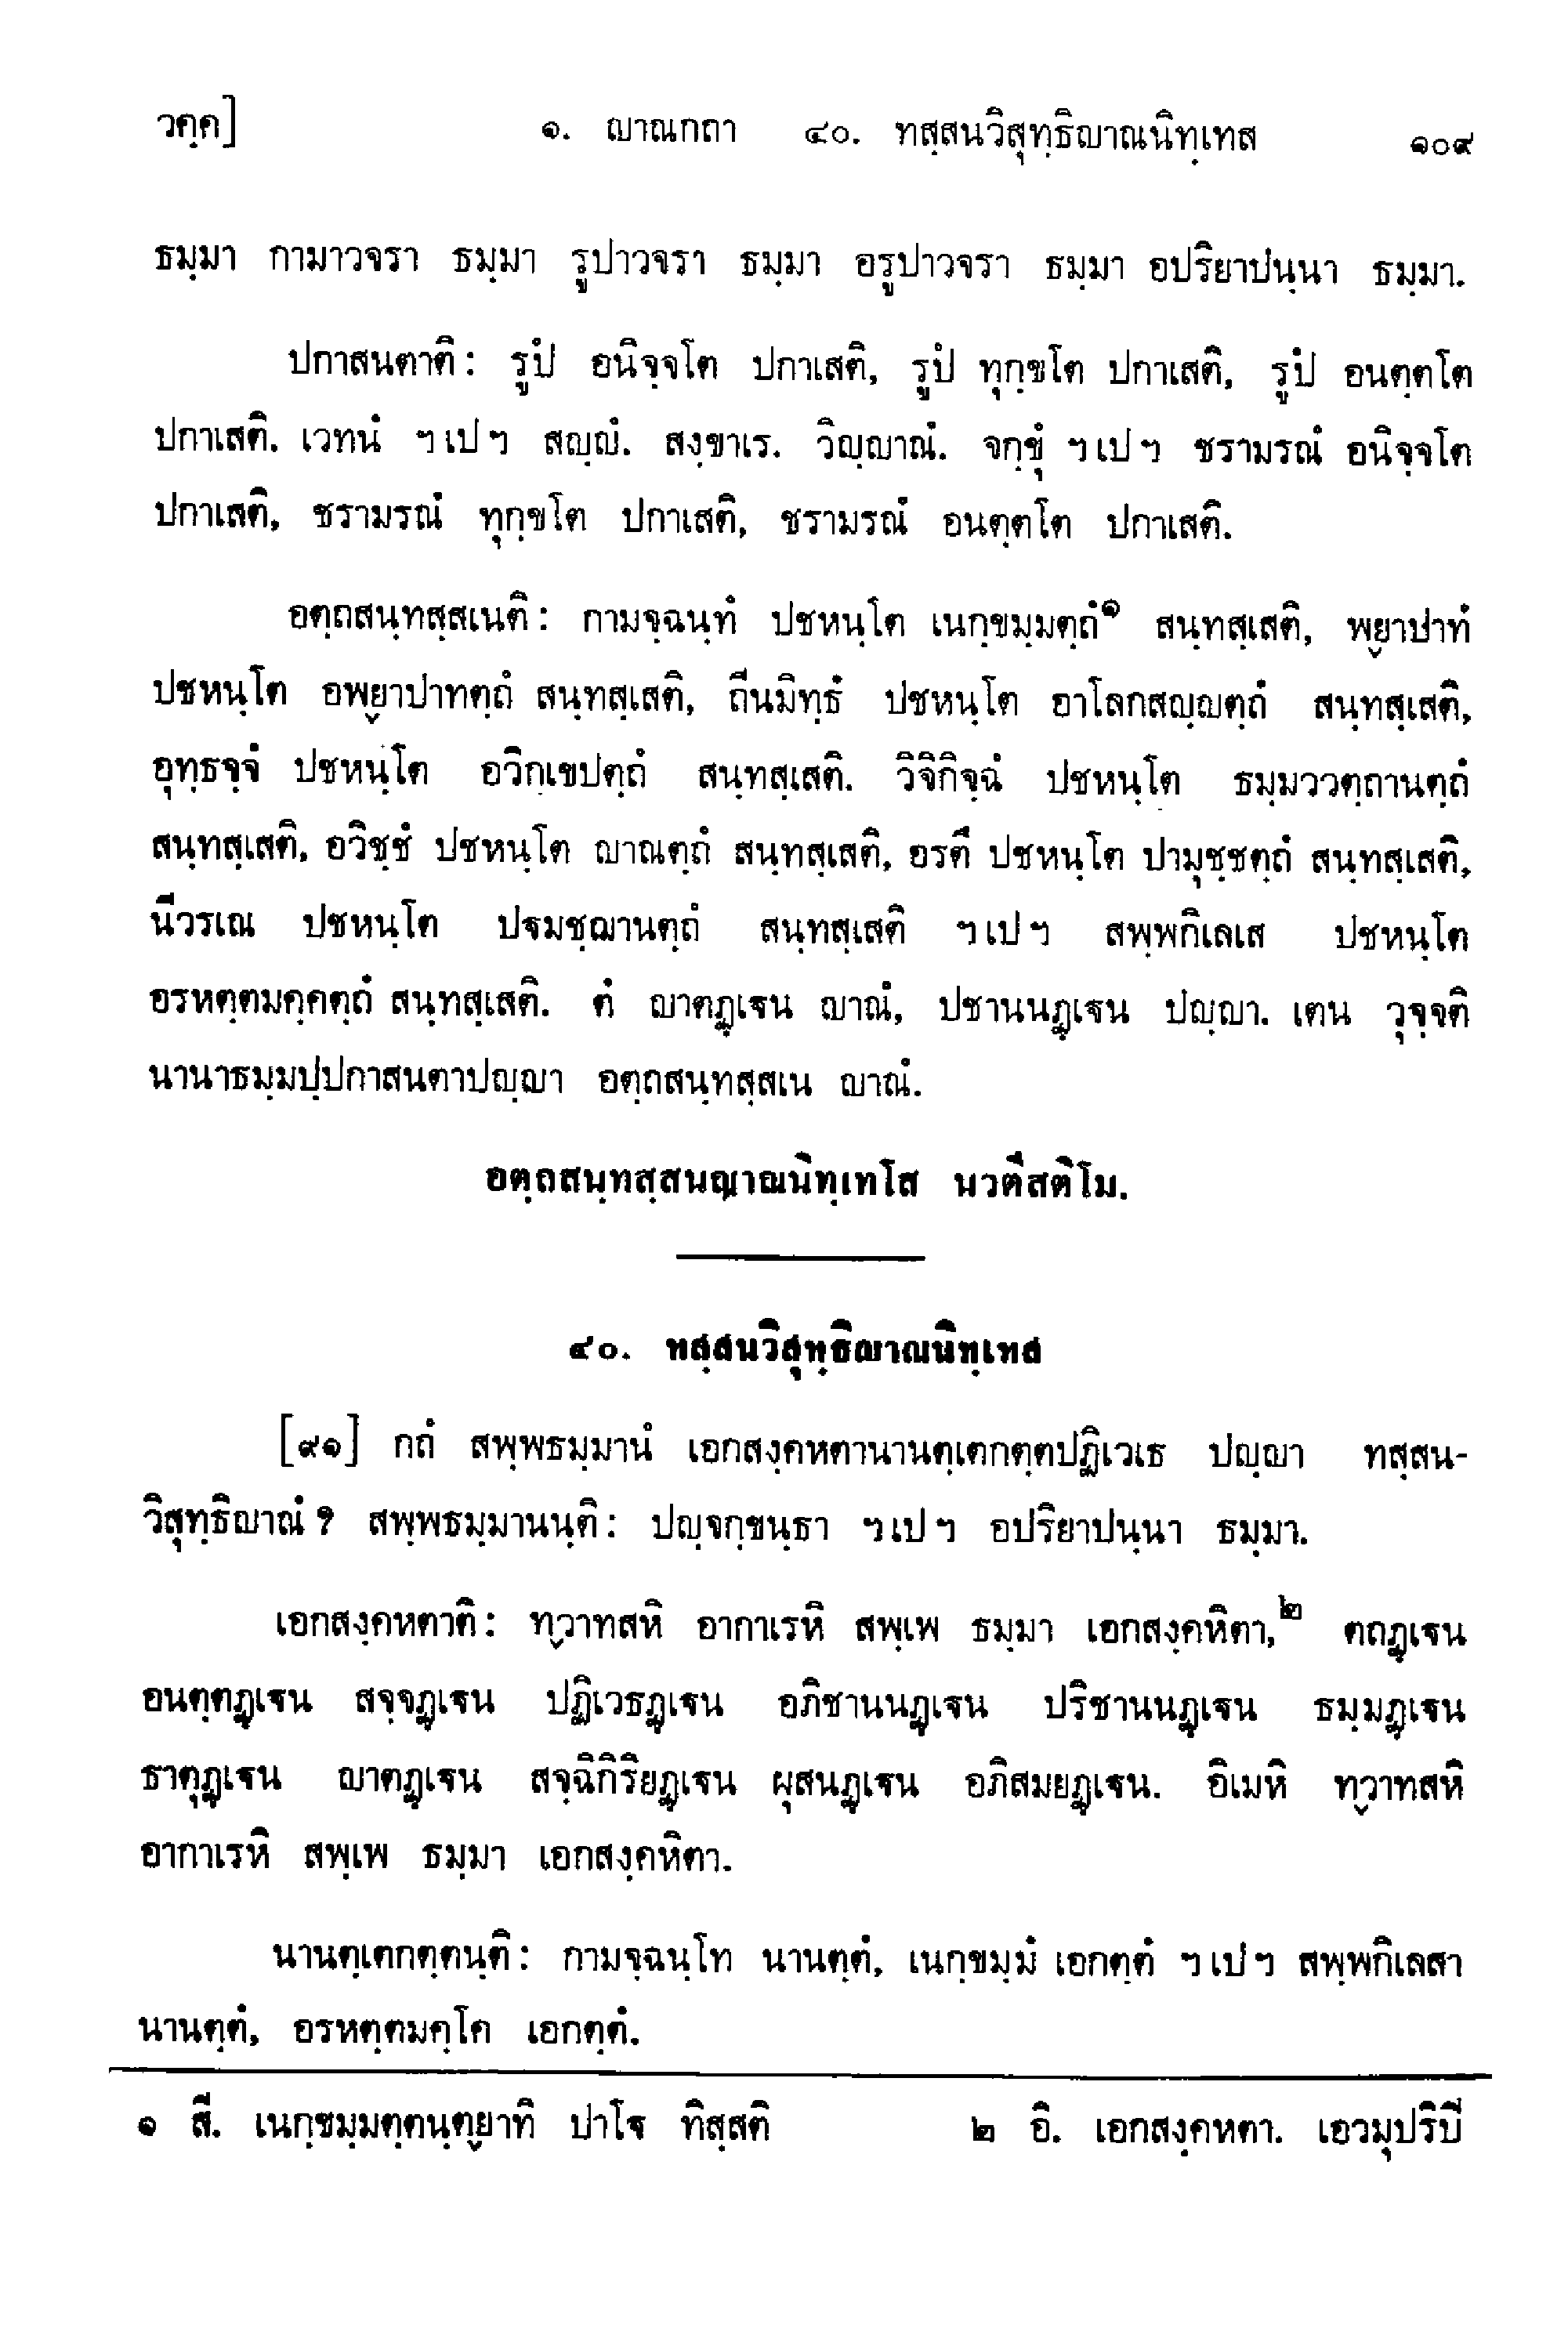 วคฺค]	๑. ญาณกถา ๔๐. ทสฺสนวิสุทฺธิญาณนิทฺเทส	๑๐๙
ธมฺมา กามาวจรา ธมฺมา รูปาวจรา ธมฺมา อรูปาวจรา ธมฺมา อปริยาปนฺนา ธมฺมา.
ปกาสนตาติ: รูปํ อนิจฺจโต ปกาเสติ, รูปํ ทุกฺขโต ปกาเสติ, รูปํ อนตฺตโต
ปกาเสติ. เวทนํ ฯ เป ฯ สญฺญํ. สงฺขาเร. วิญฺญาณํ. จกฺขุํ ฯ เป ฯ ชรามรณํ อนิจฺจโต
ปกาเสติ, ชรามรณํ ทุกฺขโต ปกาเสติ, ชรามรณํ อนตฺตโต ปกาเสติ.
อตฺถสนฺทสฺสเนติ: กามจฺฉนฺทํ ปชหนฺโต เนกฺขมฺมตฺถํ๑ สนฺทสฺเสติ, พฺยาปาทํ
ปชหนฺโต อพฺยาปาทตฺถํ สนฺทสฺเสติ, ถีนมิทฺธํ ปชหนฺโต อาโลกสญฺญตฺถํ สนฺทสฺเสติ,
อุทฺธจฺจํ ปชหนฺโต อวิกฺเขปตฺถํ สนฺทสฺเสติ. วิจิกิจฺฉํ ปชหนฺโต ธมฺมววตฺถานตฺถํ
สนฺทสฺเสติ, อวิชฺชํ ปชหนฺโต ญาณตฺถํ สนฺทสฺเสติ, อรตึ ปชหนฺโต ปามุชฺชตฺถํ สนฺทสฺเสติ,
นีวรเณ ปชหนฺโต ปฐมชฺฌานตฺถํ สนฺทสฺเสติ ฯ เป ฯ สพฺพกิเลเส ปชหนฺโต
อรหตฺตมคฺคตฺถํ สนฺทสฺเสติ. ตํ ญาตฏฺเฐน ญาณํ, ปชานนฏฺเฐน ปญฺญา. เตน วุจฺจติ
นานาธมฺมปฺปกาสนตาปญฺญา อตฺถสนฺทสฺสเน ญาณํ.
อตฺถสนฺทสฺสนญาณนิทฺเทโส นวตึสติโม.
๔๐. ทสฺสนวิสุทฺธิญาณนิทฺเทส
[๙๑] กถํ สพฺพธมฺมานํ เอกสงฺคหตานานตฺเตกตฺตปฏิเวเธ ปญฺญา ทสฺสน-
วิสุทฺธิญาณํ ? สพฺพธมฺมานนฺติ: ปญฺจกฺขนฺธา ฯ เป ฯ อปริยาปนฺนา ธมฺมา.
เอกสงฺคหตาติ: ทฺวาทสหิ อากาเรหิ สพฺเพ ธมฺมา เอกสงฺคหิตา,๒ ตถฏฺเฐน
อนตฺตฏฺเฐน สจฺจฏฺเฐน ปฏิเวธฏฺเฐน อภิชานนฏฺเฐน ปริชานนฏฺเฐน ธมฺมฏฺเฐน
ธาตุฏฺเฐน ญาตฏฺเฐน สจฺฉิกิริยฏฺเฐน ผุสนฏฺเฐน อภิสมยฏฺเฐน. อิเมหิ ทฺวาทสหิ
อากาเรหิ สพฺเพ ธมฺมา เอกสงฺคหิตา.
นานตฺเตกตฺตนฺติ: กามจฺฉนฺโท นานตฺตํ, เนกฺขมฺมํ เอกตฺตํ ฯ เป ฯ สพฺพกิเลสา
นานตฺตํ, อรหตฺตมคฺโค เอกตฺตํ.
๑ สี. เนกฺขมฺมตฺตนฺตฺยาทิ ปาโฐ ทิสฺสติ	๒ อิ. เอกสงฺคหตา. เอวมุปริปิ